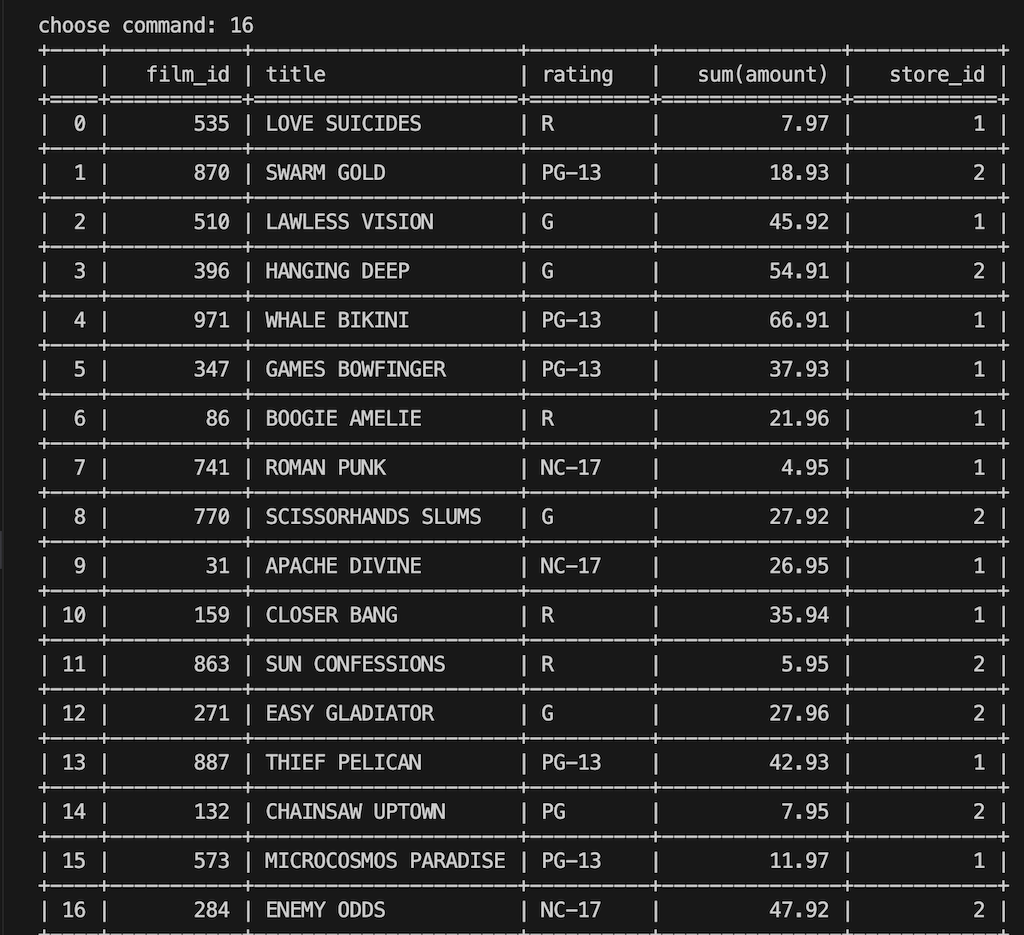 choose command: 16
+----+-----------+----------------------+----------+---------------+------------+
|    |   film_id | title                | rating   |   sum(amount) |   store_id |
+====+===========+======================+==========+===============+============+
|  0 |       535 | LOVE SUICIDES        | R        |          7.97 |          1 |
+----+-----------+----------------------+----------+---------------+------------+
|  1 |       870 | SWARM GOLD           | PG-13    |         18.93 |          2 |
+----+-----------+----------------------+----------+---------------+------------+
|  2 |       510 | LAWLESS VISION       | G        |         45.92 |          1 |
+----+-----------+----------------------+----------+---------------+------------+
|  3 |       396 | HANGING DEEP         | G        |         54.91 |          2 |
+----+-----------+----------------------+----------+---------------+------------+
|  4 |       971 | WHALE BIKINI         | PG-13    |         66.91 |          1 |
+----+-----------+----------------------+----------+---------------+------------+
|  5 |       347 | GAMES BOWFINGER      | PG-13    |         37.93 |          1 |
+----+-----------+----------------------+----------+---------------+------------+
|  6 |        86 | BOOGIE AMELIE        | R        |         21.96 |          1 |
+----+-----------+----------------------+----------+---------------+------------+
|  7 |       741 | ROMAN PUNK           | NC-17    |          4.95 |          1 |
+----+-----------+----------------------+----------+---------------+------------+
|  8 |       770 | SCISSORHANDS SLUMS   | G        |         27.92 |          2 |
+----+-----------+----------------------+----------+---------------+------------+
|  9 |        31 | APACHE DIVINE        | NC-17    |         26.95 |          1 |
+----+-----------+----------------------+----------+---------------+------------+
| 10 |       159 | CLOSER BANG          | R        |         35.94 |          1 |
+----+-----------+----------------------+----------+---------------+------------+
| 11 |       863 | SUN CONFESSIONS      | R        |          5.95 |          2 |
+----+-----------+----------------------+----------+---------------+------------+
| 12 |       271 | EASY GLADIATOR       | G        |         27.96 |          2 |
+----+-----------+----------------------+----------+---------------+------------+
| 13 |       887 | THIEF PELICAN        | PG-13    |         42.93 |          1 |
+----+-----------+----------------------+----------+---------------+------------+
| 14 |       132 | CHAINSAW UPTOWN      | PG       |          7.95 |          2 |
+----+-----------+----------------------+----------+---------------+------------+
| 15 |       573 | MICROCOSMOS PARADISE | PG-13    |         11.97 |          1 |
+----+-----------+----------------------+----------+---------------+------------+
| 16 |       284 | ENEMY ODDS           | NC-17    |         47.92 |          2 |
+----+-----------+----------------------+----------+---------------+------------+